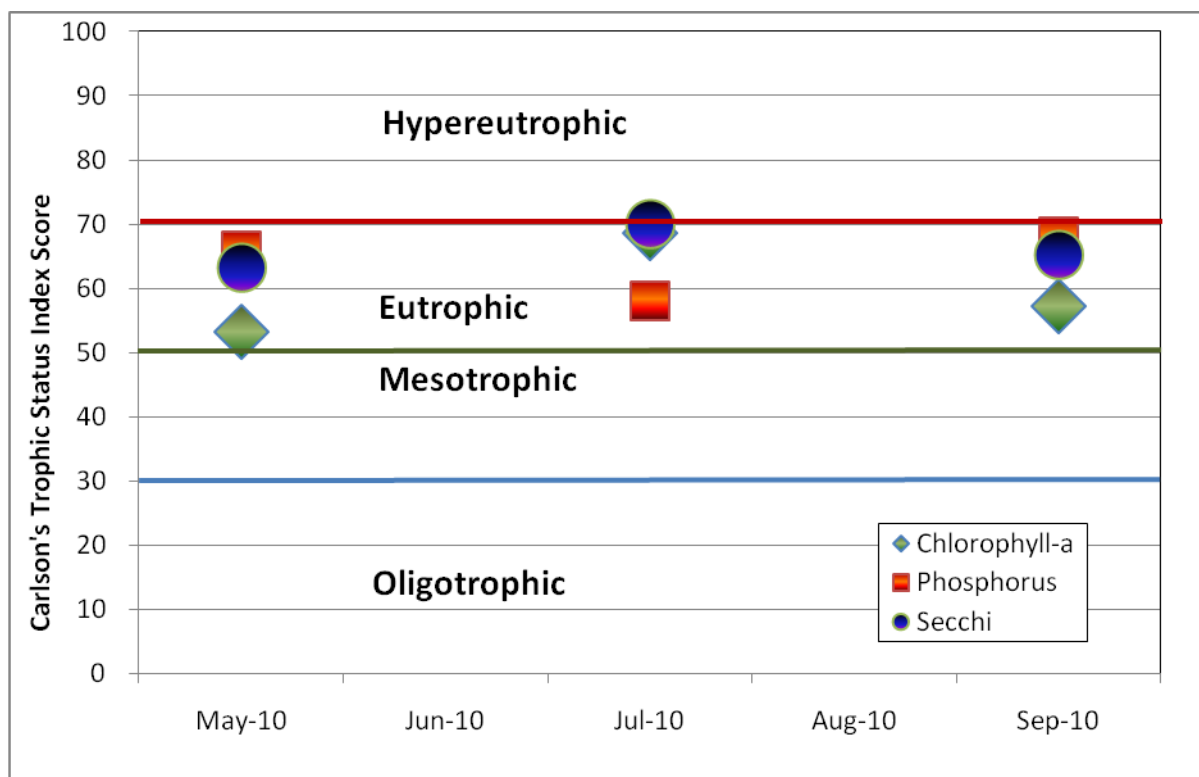 100
90
80
70
60
50
40
30
20
10
0
Carlson's Trophic Status Index Score
Hypereutrophic
Eutrophic
Mesotrophic
Oligotrophic
Chlorophyll-a
Phosphorus
Secchi
May-10 Jun-10 Jul-10 Aug-10 Sep-10